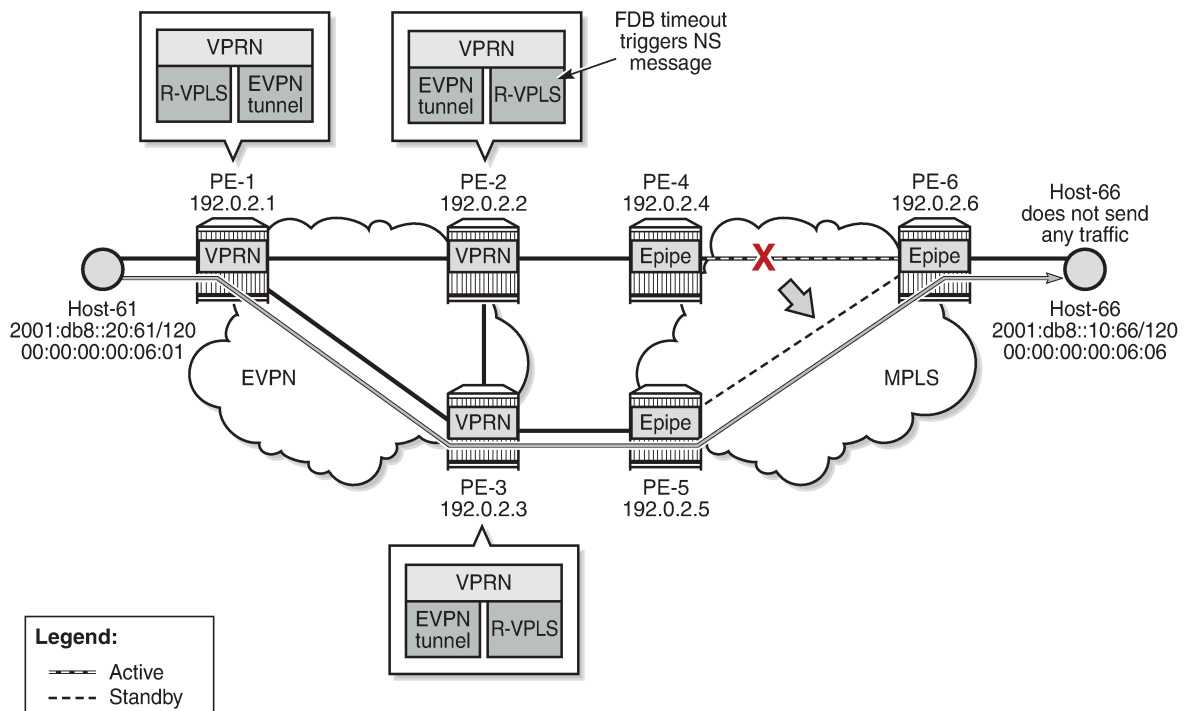 VPRN
R-VPLS
EVPN
tunnel
VPRN
EVPN
tunnel
R-VPLS
FDB timeout
triggers NS
message
PE-1
192.0.2.1
PE-2
192.0.2.2
PE-4
192.0.2.4
PE-6
192.0.2.6
Host-66
does not send
any traffic
VPRN
VPRN
Epipe
X
Epipe
Host-61
2001:db8::20:61/120
00:00:00:00:06:01
Host-66
2001:db8::10:66/120
00:00:00:00:06:06
EVPN
MPLS
VPRN
Epipe
PE-3
192.0.2.3
PE-5
192.0.2.5
VPRN
EVPN
tunnel
R-VPLS
Legend:
Active
Standby